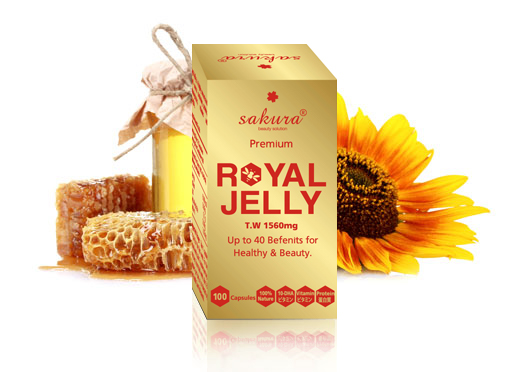 sakura
sakura®
beauty solution
Premium
ROYAL
JELLY
T.W 1560mg
Up to 40 Befenits for
Healthy & Beauty.
100 Capsules
100% Nature
10-DHA ビタミン
Vitamin ビタミン
Protein 蛋白質